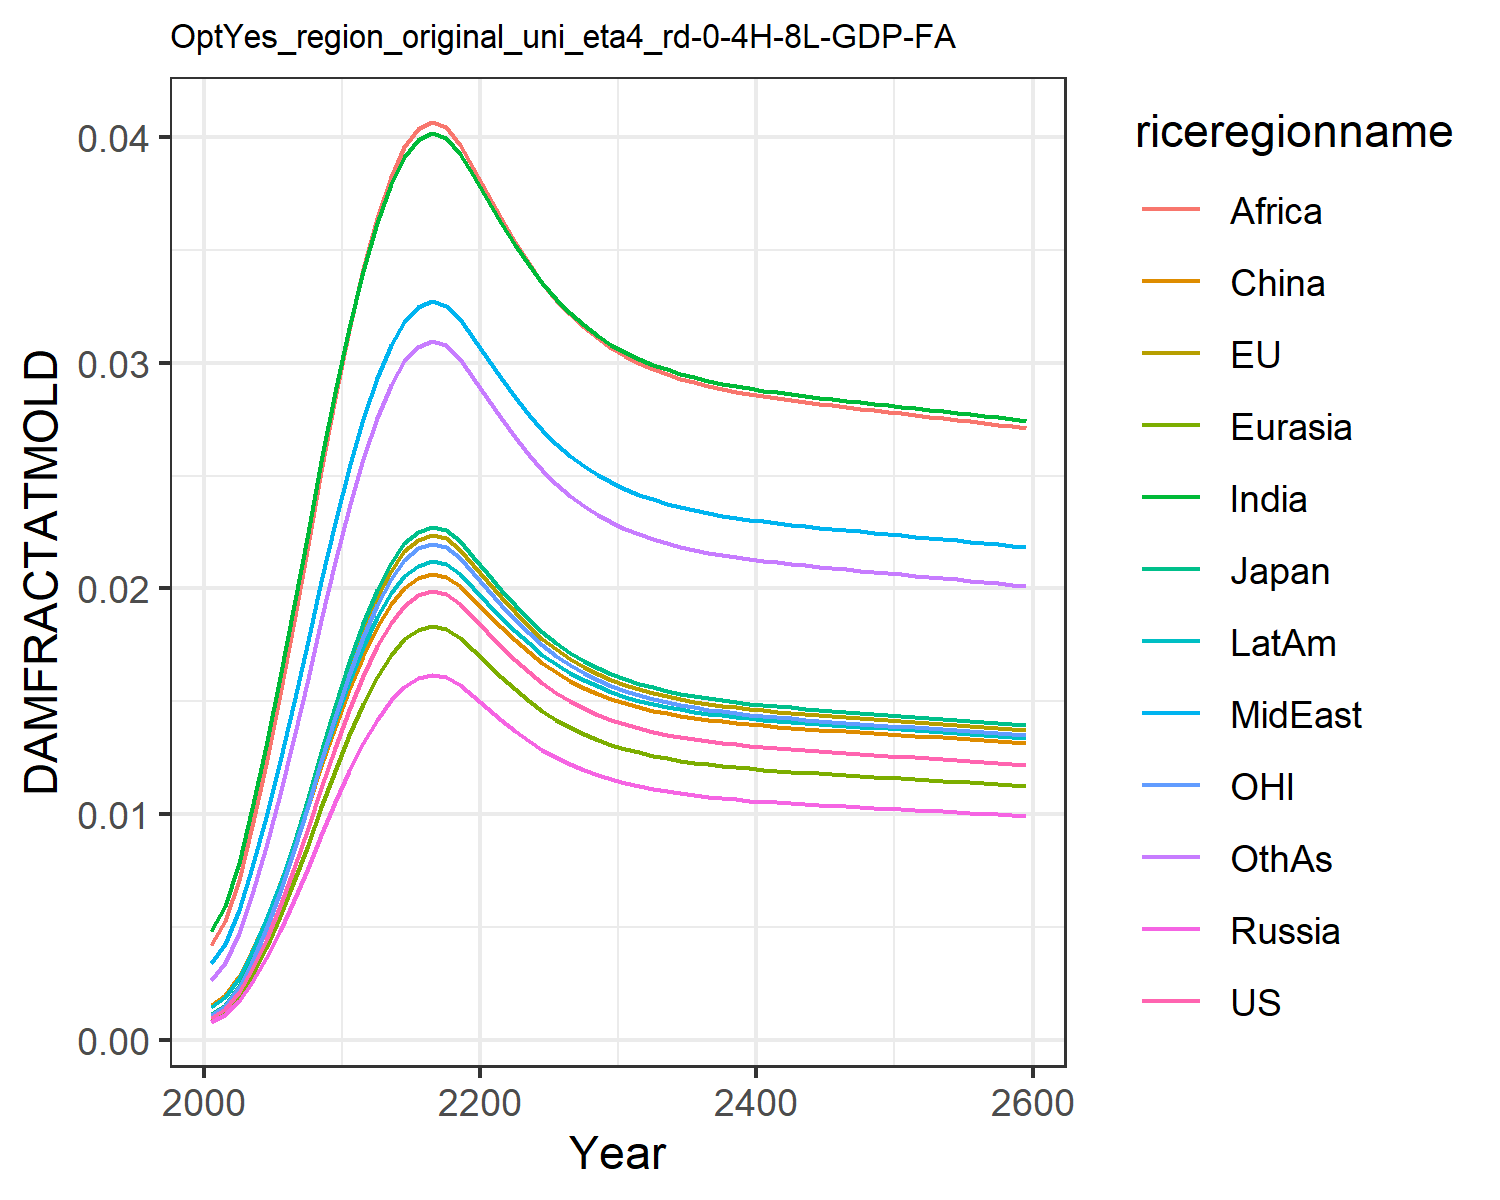 OptYes_region_original_uni_eta4_rd-0-4H-8L-GDP-FA
DAMFRACTATMOLD
0.04
0.03
0.02
0.01
0.00
2000 2200 2400 2600
Year
riceregionname
Africa
China
EU
Eurasia
India
Japan
LatAm
MidEast
OHI
OthAs
Russia
US